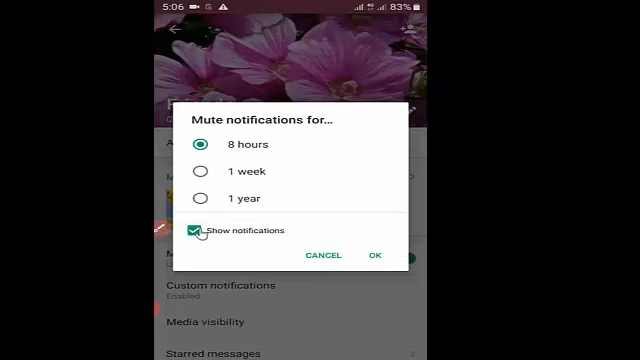 5:06 83%
Mute notifications for...
8 hours
1 week
1 year
Show notifications
CANCEL OK
Custom notifications
Enabled
Media visibility
Starred messages 3